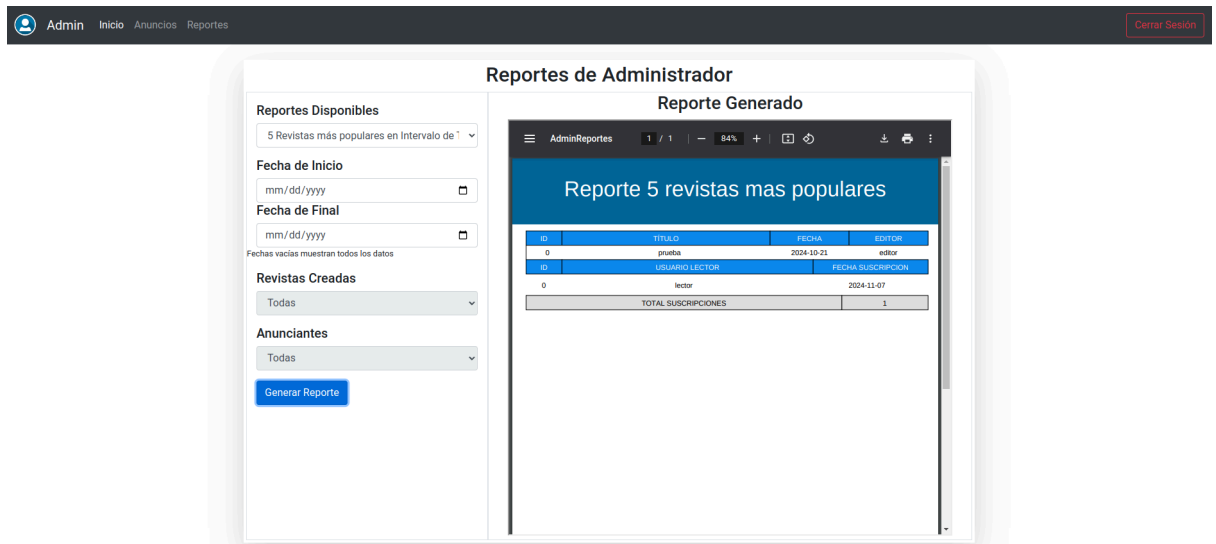 Admin Inicio Anuncios Reportes Cerrar Sesión
Reportes de Administrador
Reportes Disponibles
5 Revistas más populares en Intervalo de T
Fecha de Inicio
mm/dd/yyyy
Fecha de Final
mm/dd/yyyy
Fechas vacías muestran todos los datos
Revistas Creadas
Todas
Anunciantes
Todas
Generar Reporte
Reporte Generado
AdminReportes 1 / 1 84%
Reporte 5 revistas mas populares
ID TÍTULO FECHA EDITOR
0 prueba 2024-10-21 editor
ID USUARIO LECTOR FECHA SUSCRIPCION
0 lector 2024-11-07
TOTAL SUSCRIPCIONES 1